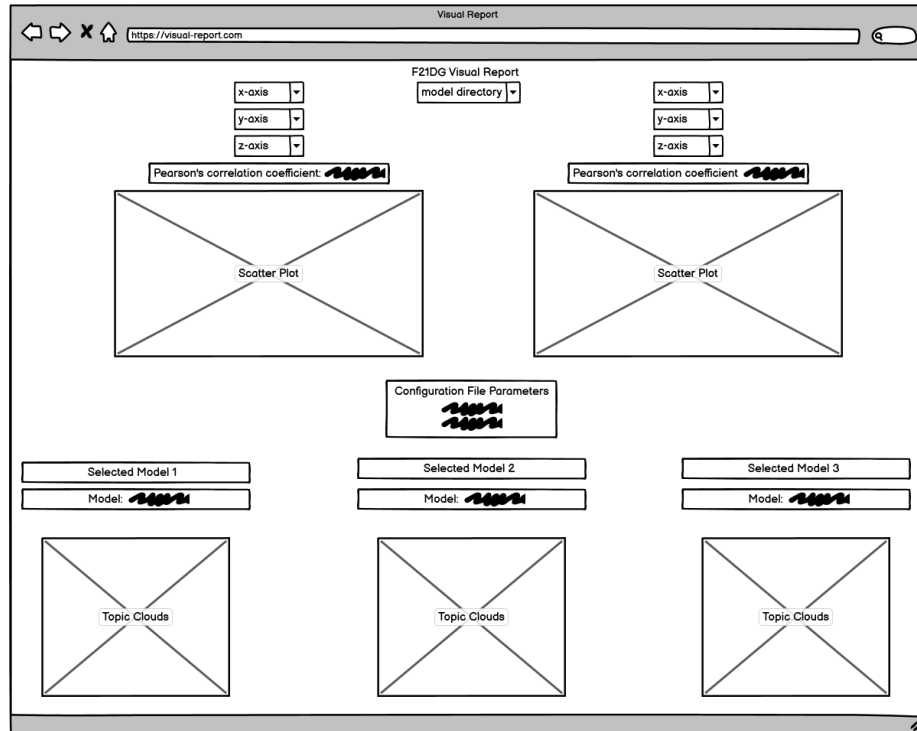 Visual Report
https://visual-report.com
F21DG Visual Report
x-axis
model directory
x-axis
y-axis
y-axis
z-axis
z-axis
Pearson's correlation coefficient:
Pearson's correlation coefficient
Scatter Plot
Scatter Plot
Configuration File Parameters
Selected Model 1
Selected Model 2
Selected Model 3
Model:
Model:
Model:
Topic Clouds
Topic Clouds
Topic Clouds